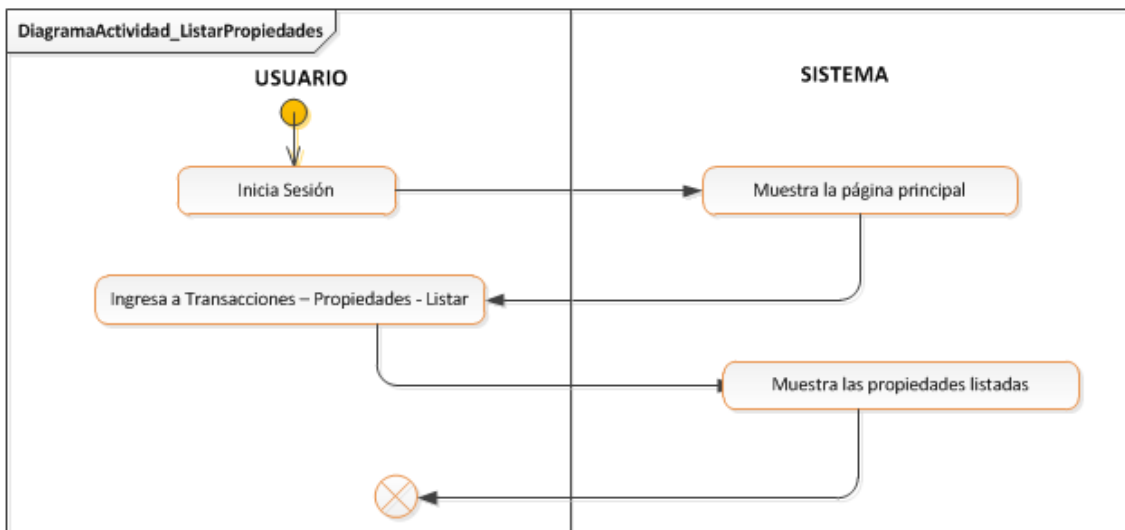 DiagramaActividad_ListarPropiedades
USUARIO
SISTEMA
Inicia Sesión
Muestra la página principal
Ingresa a Transacciones – Propiedades - Listar
Muestra las propiedades listadas